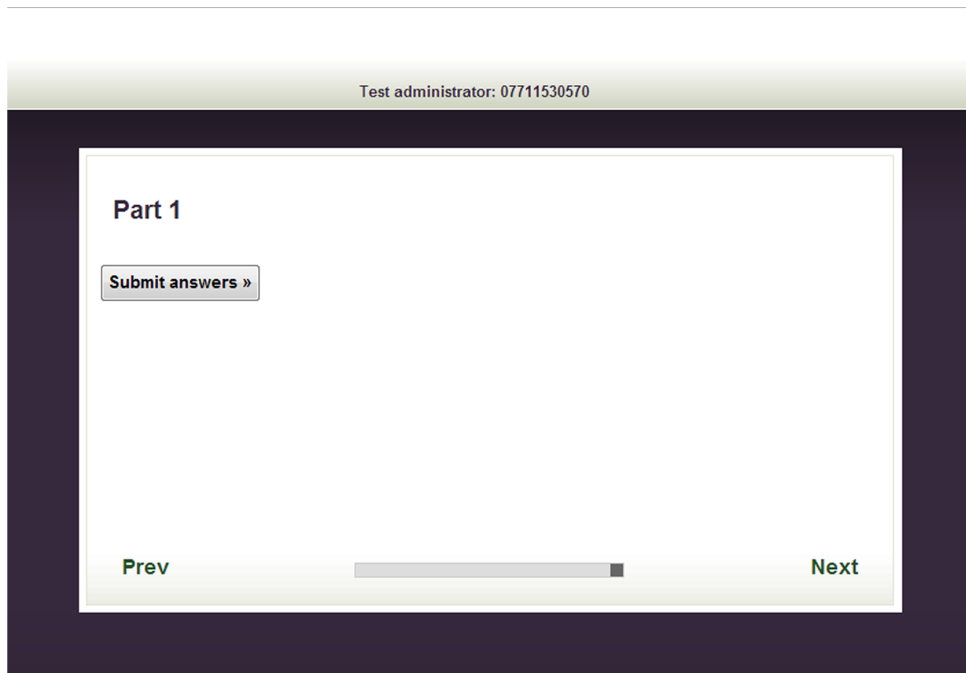 Test administrator: 07711530570
Part 1
Submit answers »
Prev
Next